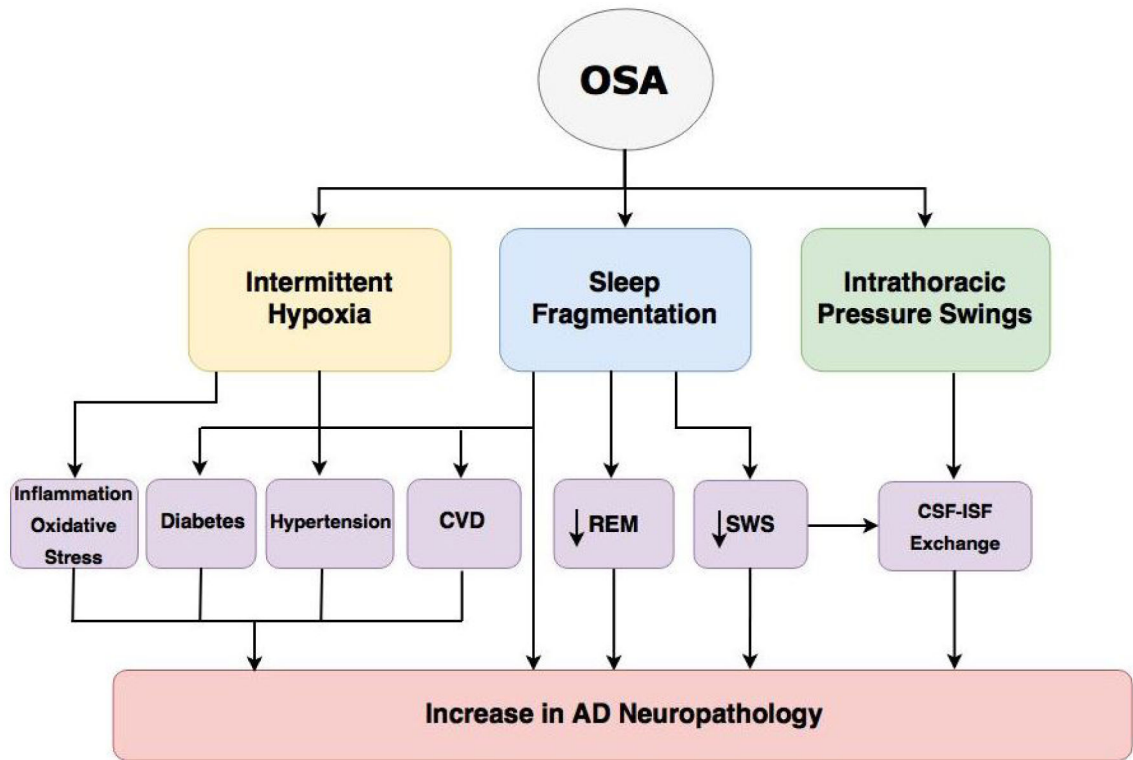 OSA
Intermittent
Hypoxia
Sleep
Fragmentation
Intrathoracic
Pressure Swings
Inflammation
Oxidative
Stress
Diabetes
Hypertension
CVD
↓ REM
↓ SWS
CSF-ISF
Exchange
Increase in AD Neuropathology